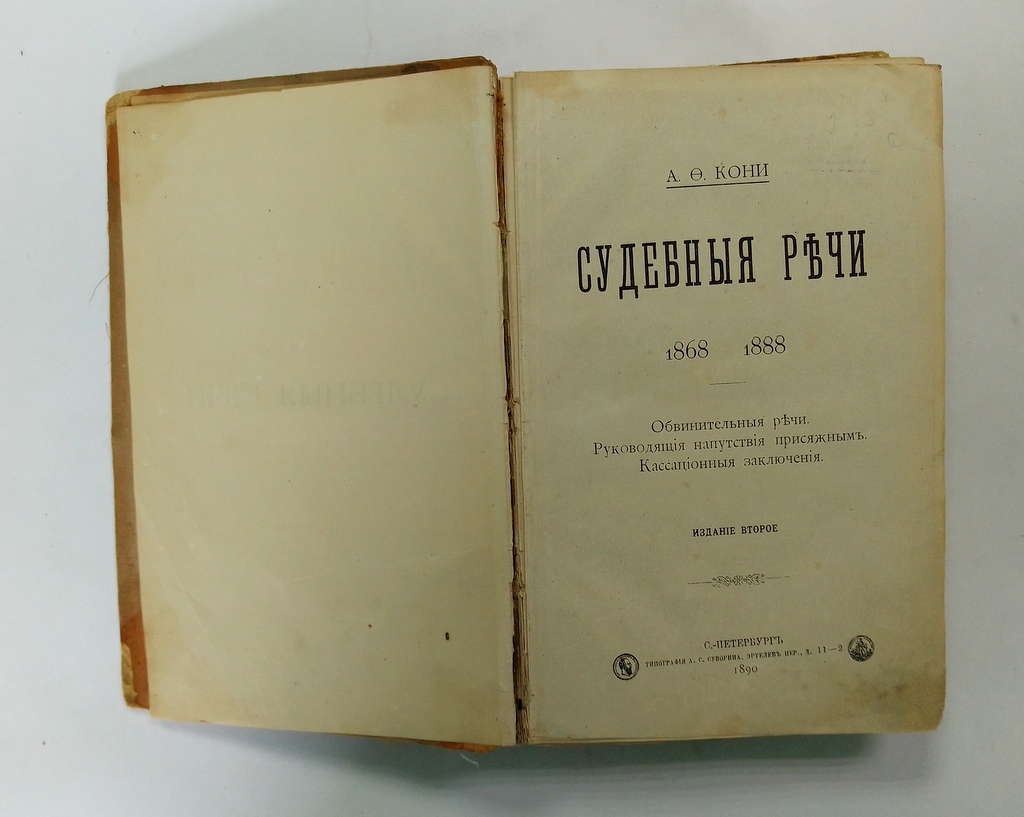 А. Ѳ. КОНИ
СУДЕБНЫЯ РѢЧИ
1868 1888
Обвинительныя рѣчи.
Руководящія напутствія присяжнымъ.
Кассаціонныя заключенія.
ИЗДАНІЕ ВТОРОЕ
С.-ПЕТЕРБУРГЪ
ТИПОГРАФІЯ А. С. СУВОРИНА, ЭРТЕЛЕВЪ ПЕР., Д. 11—2
1890